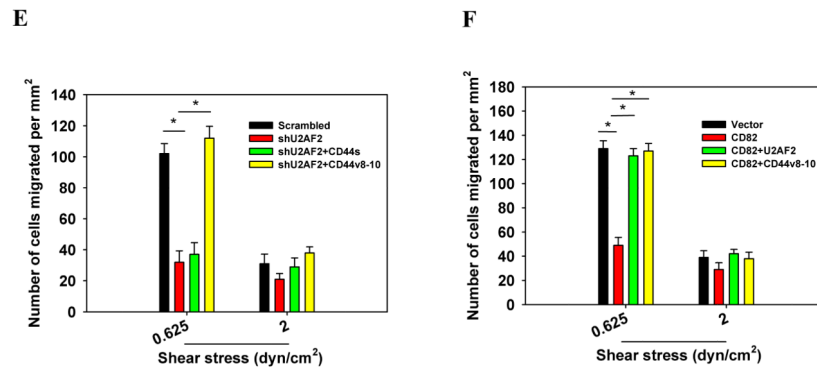 E
Number of cells migrated per mm²
140
120
100
80
60
40
20
0
*
*
Scrambled
shU2AF2
shU2AF2+CD44s
shU2AF2+CD44v8-10
0.625
2
Shear stress (dyn/cm²)
F
Number of cells migrated per mm²
180
160
140
120
100
80
60
40
20
0
*
*
*
Vector
CD82
CD82+U2AF2
CD82+CD44v8-10
0.625
2
Shear stress (dyn/cm²)